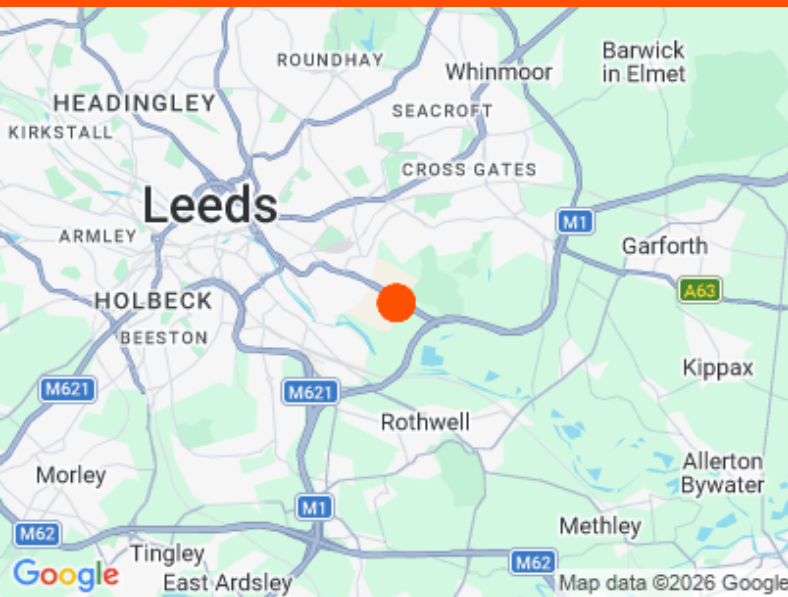 ROUNDHAY
Whinmoor
Barwick
in Elmet
HEADINGLEY
SEACROFT
KIRKSTALL
CROSS GATES
Leeds
M1
ARMLEY
Garforth
A63
HOLBECK
BEESTON
Kippax
M621
M621
Rothwell
Morley
Allerton
Bywater
M1
Methley
M62
Tingley
M62
Google
East Ardsley
Map data ©2026 Google